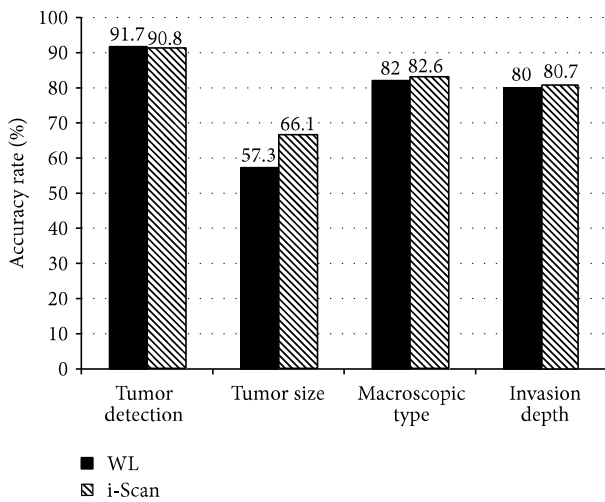 100
90
80
70
60
50
40
30
20
10
0
Accuracy rate (%)
91.7 90.8
57.3 66.1
82 82.6
80 80.7
Tumor detection
Tumor size
Macroscopic type
Invasion depth
WL
i-Scan